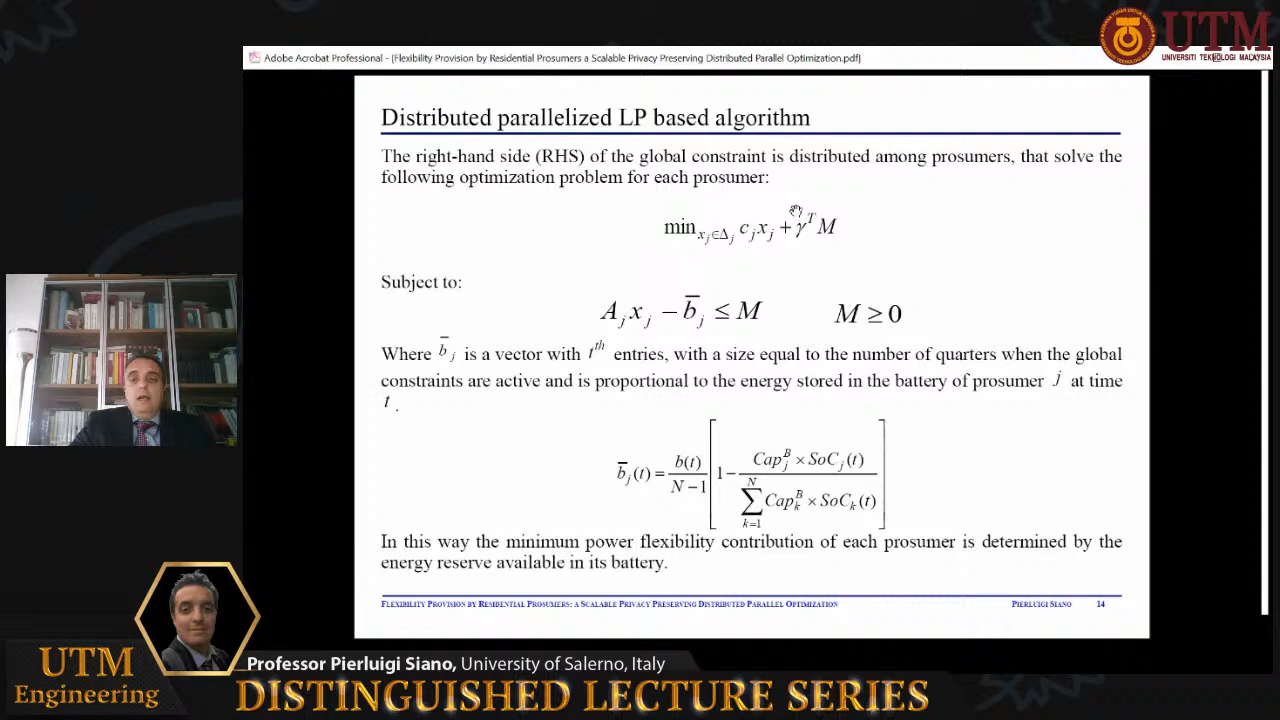 UTM
UNIVERSITI TEKNOLOGI MALAYSIA
Adobe Acrobat Professional - [Flexibility Provision by Residential Prosumers a Scalable Privacy Preserving Distributed Parallel Optimization.pdf]
Distributed parallelized LP based algorithm
The right-hand side (RHS) of the global constraint is distributed among prosumers, that solve the
following optimization problem for each prosumer:
min_{x_j∈Δ_j} c_j x_j + γ^T M
Subject to:
A_j x_j − b̄_j ≤ M M ≥ 0
Where b̄_j is a vector with t^{th} entries, with a size equal to the number of quarters when the global
constraints are active and is proportional to the energy stored in the battery of prosumer j at time
t .
b̄_j(t) = b(t)/(N−1) [1 − (Cap_j^B × SoC_j(t)) / (∑_{k=1}^{N} Cap_k^B × SoC_k(t))]
In this way the minimum power flexibility contribution of each prosumer is determined by the
energy reserve available in its battery.
FLEXIBILITY PROVISION BY RESIDENTIAL PROSUMERS: A SCALABLE PRIVACY PRESERVING DISTRIBUTED PARALLEL OPTIMIZATION PIERLUIGI SIANO 14
UTM
Engineering
Professor Pierluigi Siano, University of Salerno, Italy
DISTINGUISHED LECTURE SERIES